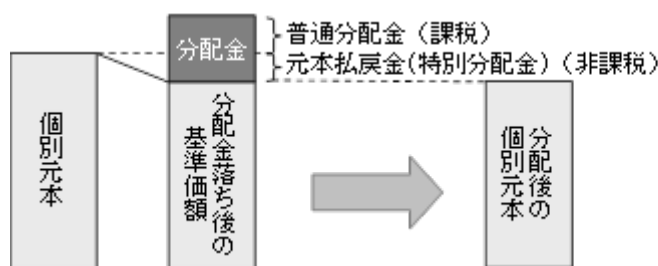 分配金
普通分配金（課税）
元本払戻金(特別分配金)（非課税）
個別元本
分配金落ち後の
基準価額
分配後の
個別元本